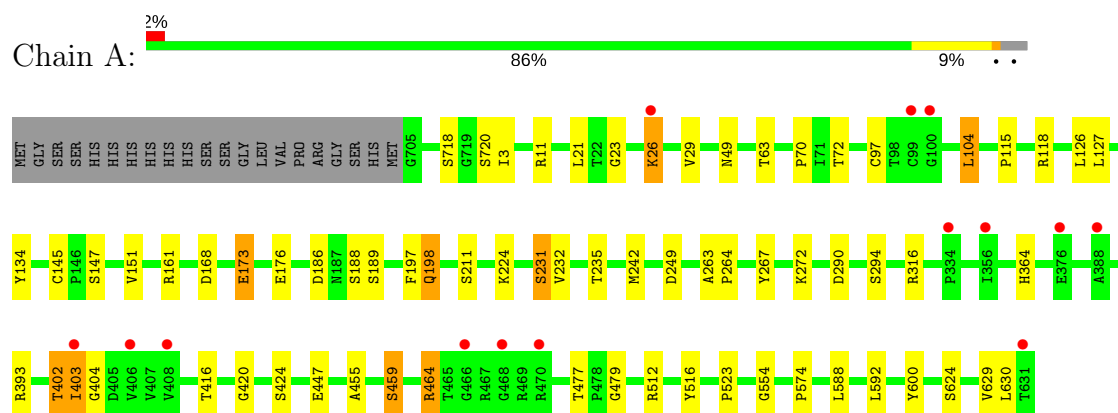 2%
Chain A:
86% 9% • •
MET GLY SER SER HIS HIS HIS HIS HIS HIS SER SER GLY LEU VAL PRO ARG GLY SER HIS MET G705 S718 G719 S720 I3 R11 L21 T22 G23 K26 V29 N49 T63 P70 I71 T72 C97 T98 C99 G100 L104 P115 R118 L126 L127
Y134 C145 P146 S147 V151 R161 D168 E173 E176 D186 N187 S188 S189 F197 Q198 S211 K224 S231 V232 T235 M242 D249 A263 P264 Y267 K272 D290 S294 R316 P334 I356 H364 E376 A388
R393 T402 I403 G404 D405 V406 V407 V408 T416 G420 S424 E447 A455 S459 R464 T465 G466 R467 G468 R469 R470 T477 P478 G479 R512 Y516 P523 G554 P574 L588 L592 Y600 S624 V629 L630 T631